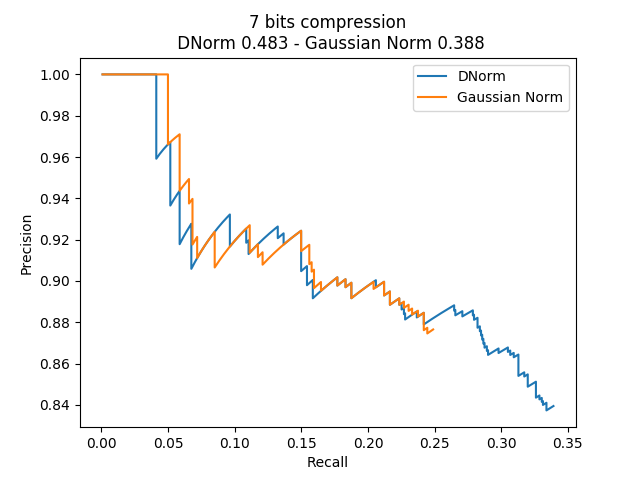 7 bits compression
DNorm 0.483 - Gaussian Norm 0.388
DNorm
Gaussian Norm
1.00
0.98
0.96
0.94
0.92
0.90
0.88
0.86
0.84
Precision
0.00 0.05 0.10 0.15 0.20 0.25 0.30 0.35
Recall